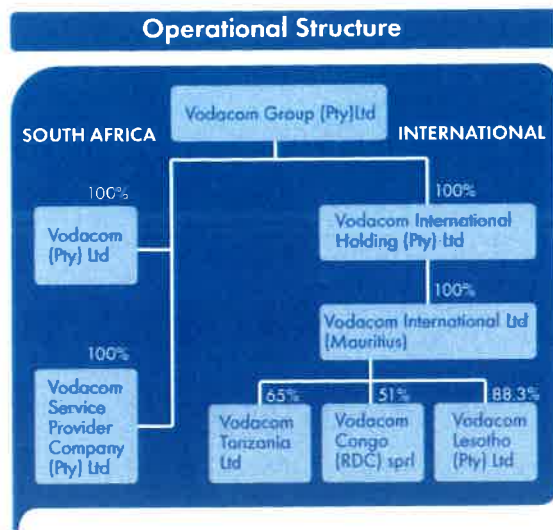 Operational Structure
Vodacom Group (Pty)Ltd
SOUTH AFRICA
INTERNATIONAL
100%
Vodacom
(Pty) Ltd
100%
Vodacom
Service
Provider
Company
(Pty) Ltd
100%
Vodacom International
Holding (Pty) Ltd
100%
Vodacom International Ltd
(Mauritius)
65%
Vodacom
Tanzania
Ltd
51%
Vodacom
Congo
(RDC) sprl
88.3%
Vodacom
Lesotho
(Pty) Ltd